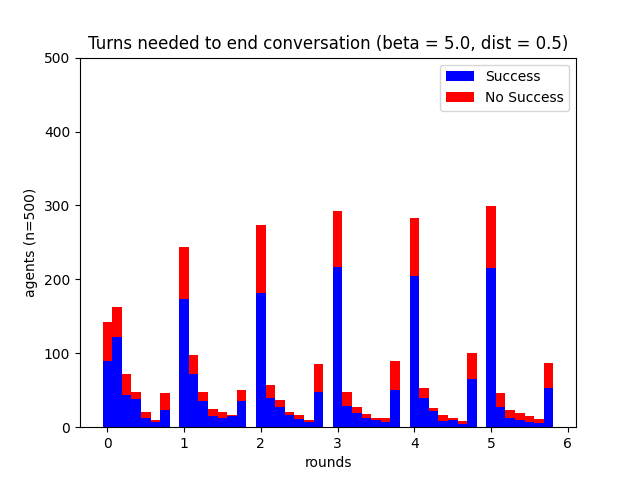 Turns needed to end conversation (beta = 5.0, dist = 0.5)
500
400
300
200
100
0
agents (n=500)
Success
No Success
0 1 2 3 4 5 6
rounds